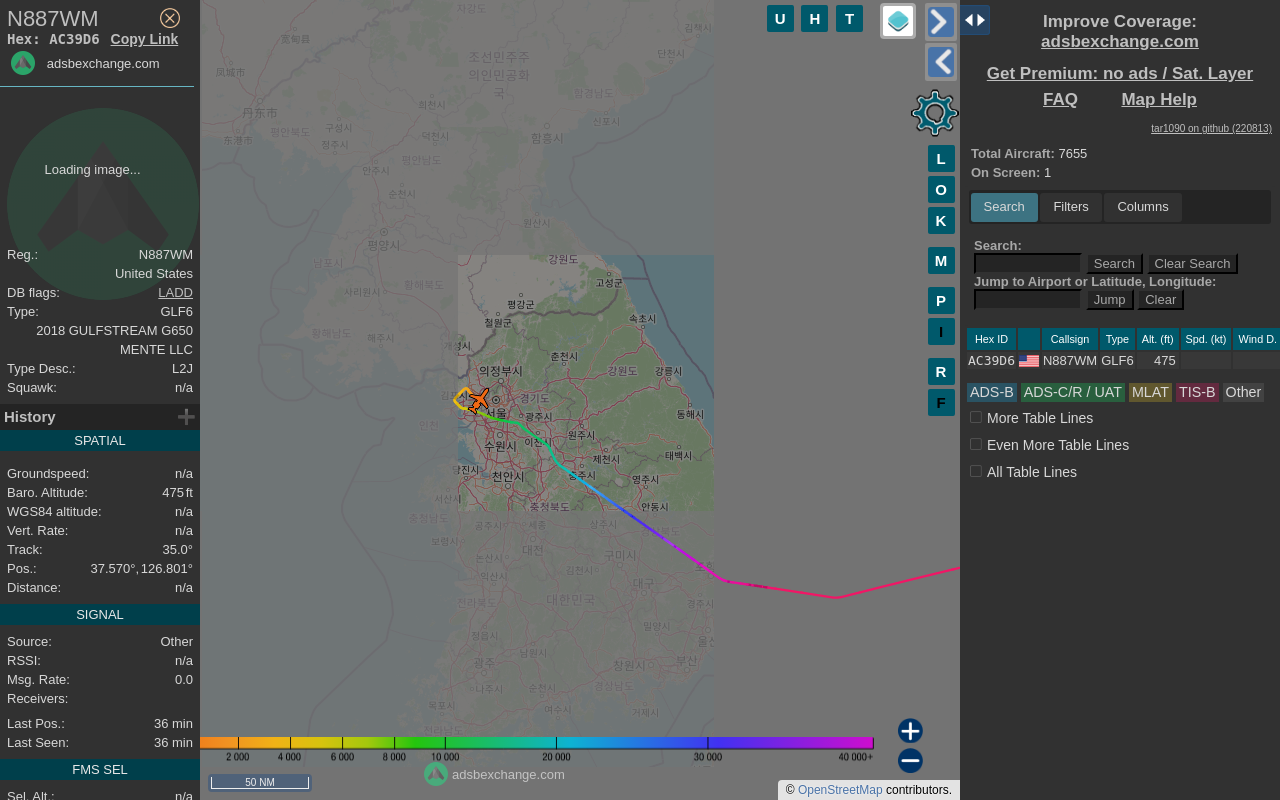 N887WM
Hex: AC39D6 Copy Link
adsbexchange.com
Loading image...
Reg.: N887WM
United States
DB flags: LADD
Type: GLF6
2018 GULFSTREAM G650
MENTE LLC
Type Desc.: L2J
Squawk: n/a
History
SPATIAL
Groundspeed: n/a
Baro. Altitude: 475 ft
WGS84 altitude: n/a
Vert. Rate: n/a
Track: 35.0°
Pos.: 37.570°, 126.801°
Distance: n/a
SIGNAL
Source: Other
RSSI: n/a
Msg. Rate: 0.0
Receivers:
Last Pos.: 36 min
Last Seen: 36 min
FMS SEL
Sel. Alt.: n/a
U H T
L
O
K
M
P
I
R
F
조선민주주
의인민공화
국
단둥시
함흥시
평양시
원산시
강원도
고성군
평강군
철원군
속초시
춘천시
의정부시
강원도
강릉시
경기도
서울
광주시
동해시
원주시
수원시
이천시
태백시
제천시
충주시
천안시
영주시
안동시
충청북도
대전
구미시
대구
대한민국
광주
창원시
부산
2 000 4 000 6 000 8 000 10 000 20 000 30 000 40 000+
50 NM
adsbexchange.com
© OpenStreetMap contributors.
Improve Coverage:
adsbexchange.com
Get Premium: no ads / Sat. Layer
FAQ Map Help
tar1090 on github (220813)
Total Aircraft: 7655
On Screen: 1
Search Filters Columns
Search:
Search Clear Search
Jump to Airport or Latitude, Longitude:
Jump Clear
Hex ID Callsign Type Alt. (ft) Spd. (kt) Wind D.
AC39D6 N887WM GLF6 475
ADS-B ADS-C/R / UAT MLAT TIS-B Other
More Table Lines
Even More Table Lines
All Table Lines